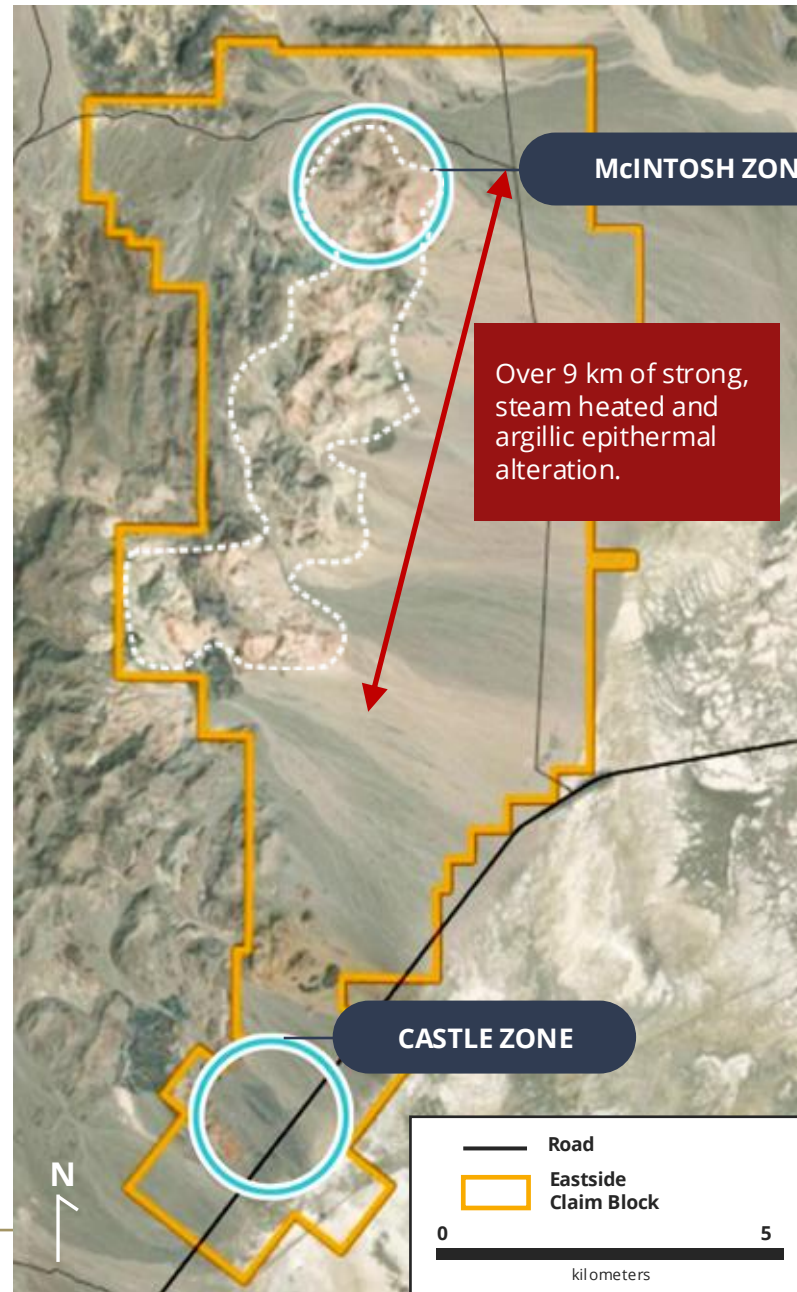 McINTOSH ZON
Over 9 km of strong,
steam heated and
argillic epithermal
alteration.
CASTLE ZONE
Road
Eastside
Claim Block
N
0 5
kilometers